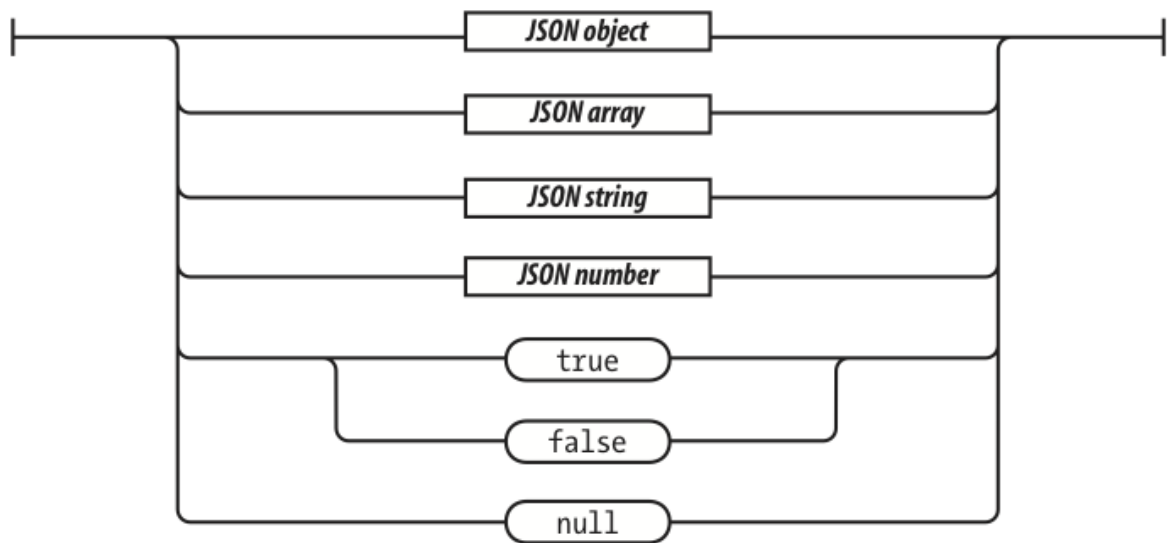 JSON object
JSON array
JSON string
JSON number
true
false
null